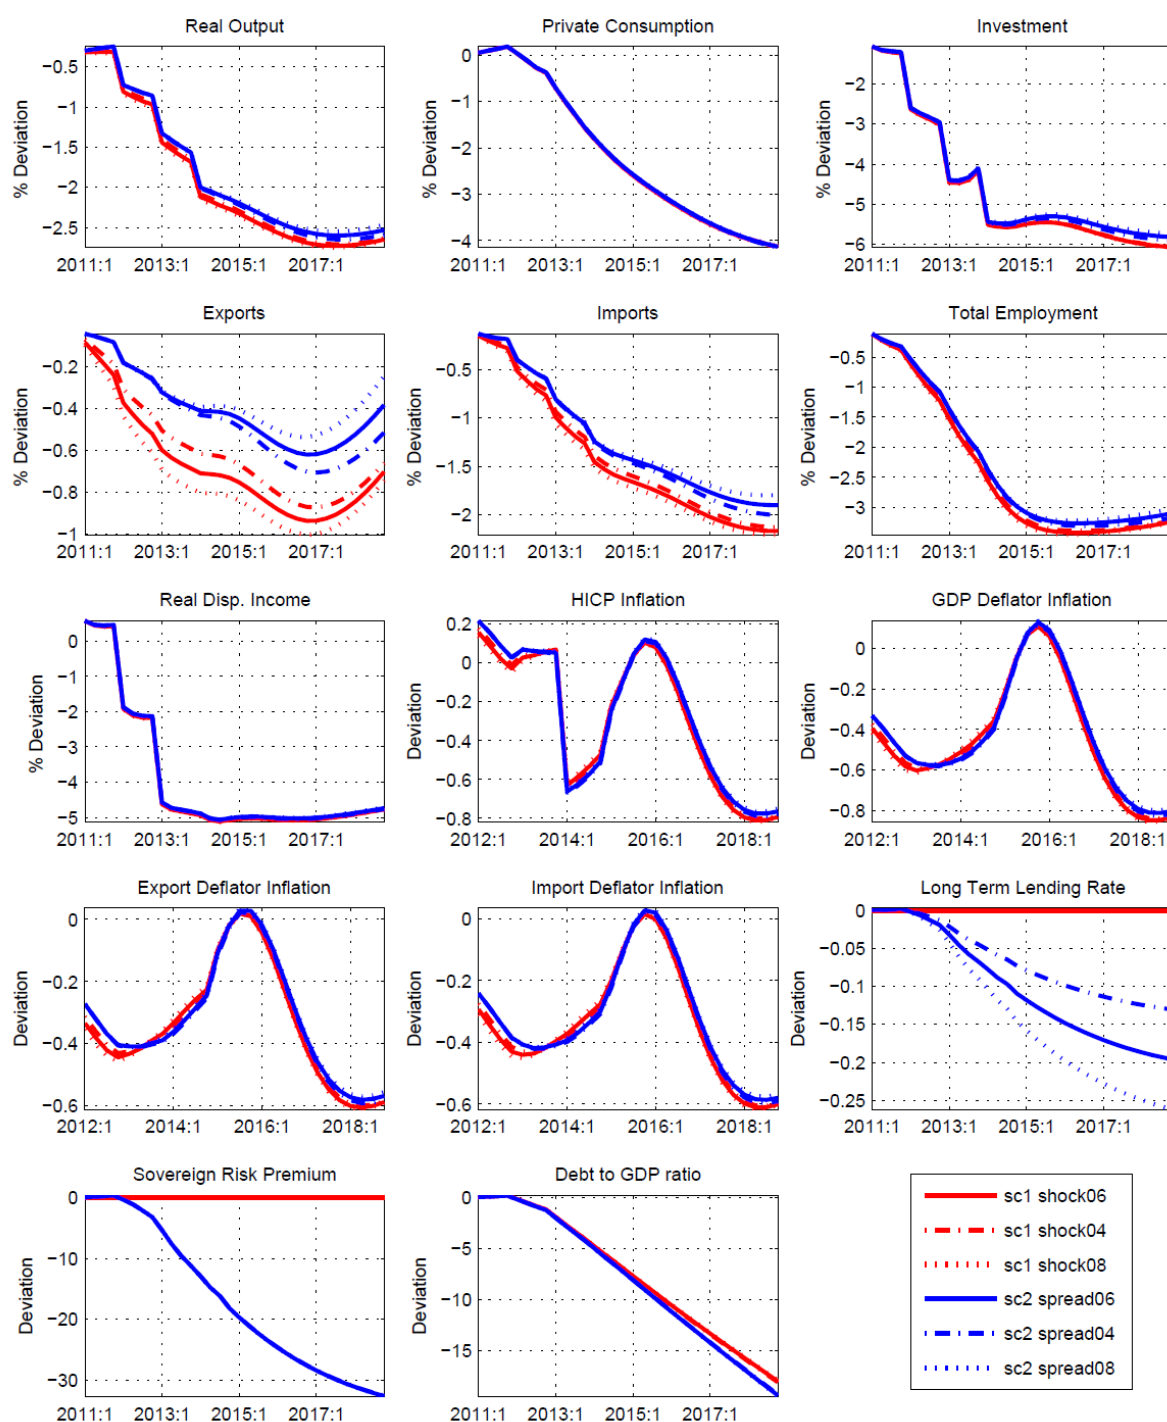 Real Output
% Deviation
−0.5
−1
−1.5
−2
−2.5
2011:1 2013:1 2015:1 2017:1
Private Consumption
% Deviation
0
−1
−2
−3
−4
2011:1 2013:1 2015:1 2017:1
Investment
% Deviation
−2
−3
−4
−5
−6
2011:1 2013:1 2015:1 2017:1
Exports
% Deviation
−0.2
−0.4
−0.6
−0.8
−1
2011:1 2013:1 2015:1 2017:1
Imports
% Deviation
−0.5
−1
−1.5
−2
2011:1 2013:1 2015:1 2017:1
Total Employment
% Deviation
−0.5
−1
−1.5
−2
−2.5
−3
2011:1 2013:1 2015:1 2017:1
Real Disp. Income
% Deviation
0
−1
−2
−3
−4
−5
2011:1 2013:1 2015:1 2017:1
HICP Inflation
Deviation
0.2
0
−0.2
−0.4
−0.6
−0.8
2012:1 2014:1 2016:1 2018:1
GDP Deflator Inflation
Deviation
0
−0.2
−0.4
−0.6
−0.8
2012:1 2014:1 2016:1 2018:1
Export Deflator Inflation
Deviation
0
−0.2
−0.4
−0.6
2012:1 2014:1 2016:1 2018:1
Import Deflator Inflation
Deviation
0
−0.2
−0.4
−0.6
2012:1 2014:1 2016:1 2018:1
Long Term Lending Rate
Deviation
0
−0.05
−0.1
−0.15
−0.2
−0.25
2011:1 2013:1 2015:1 2017:1
Sovereign Risk Premium
Deviation
0
−10
−20
−30
2011:1 2013:1 2015:1 2017:1
Debt to GDP ratio
Deviation
0
−5
−10
−15
2011:1 2013:1 2015:1 2017:1
sc1 shock06
sc1 shock04
sc1 shock08
sc2 spread06
sc2 spread04
sc2 spread08